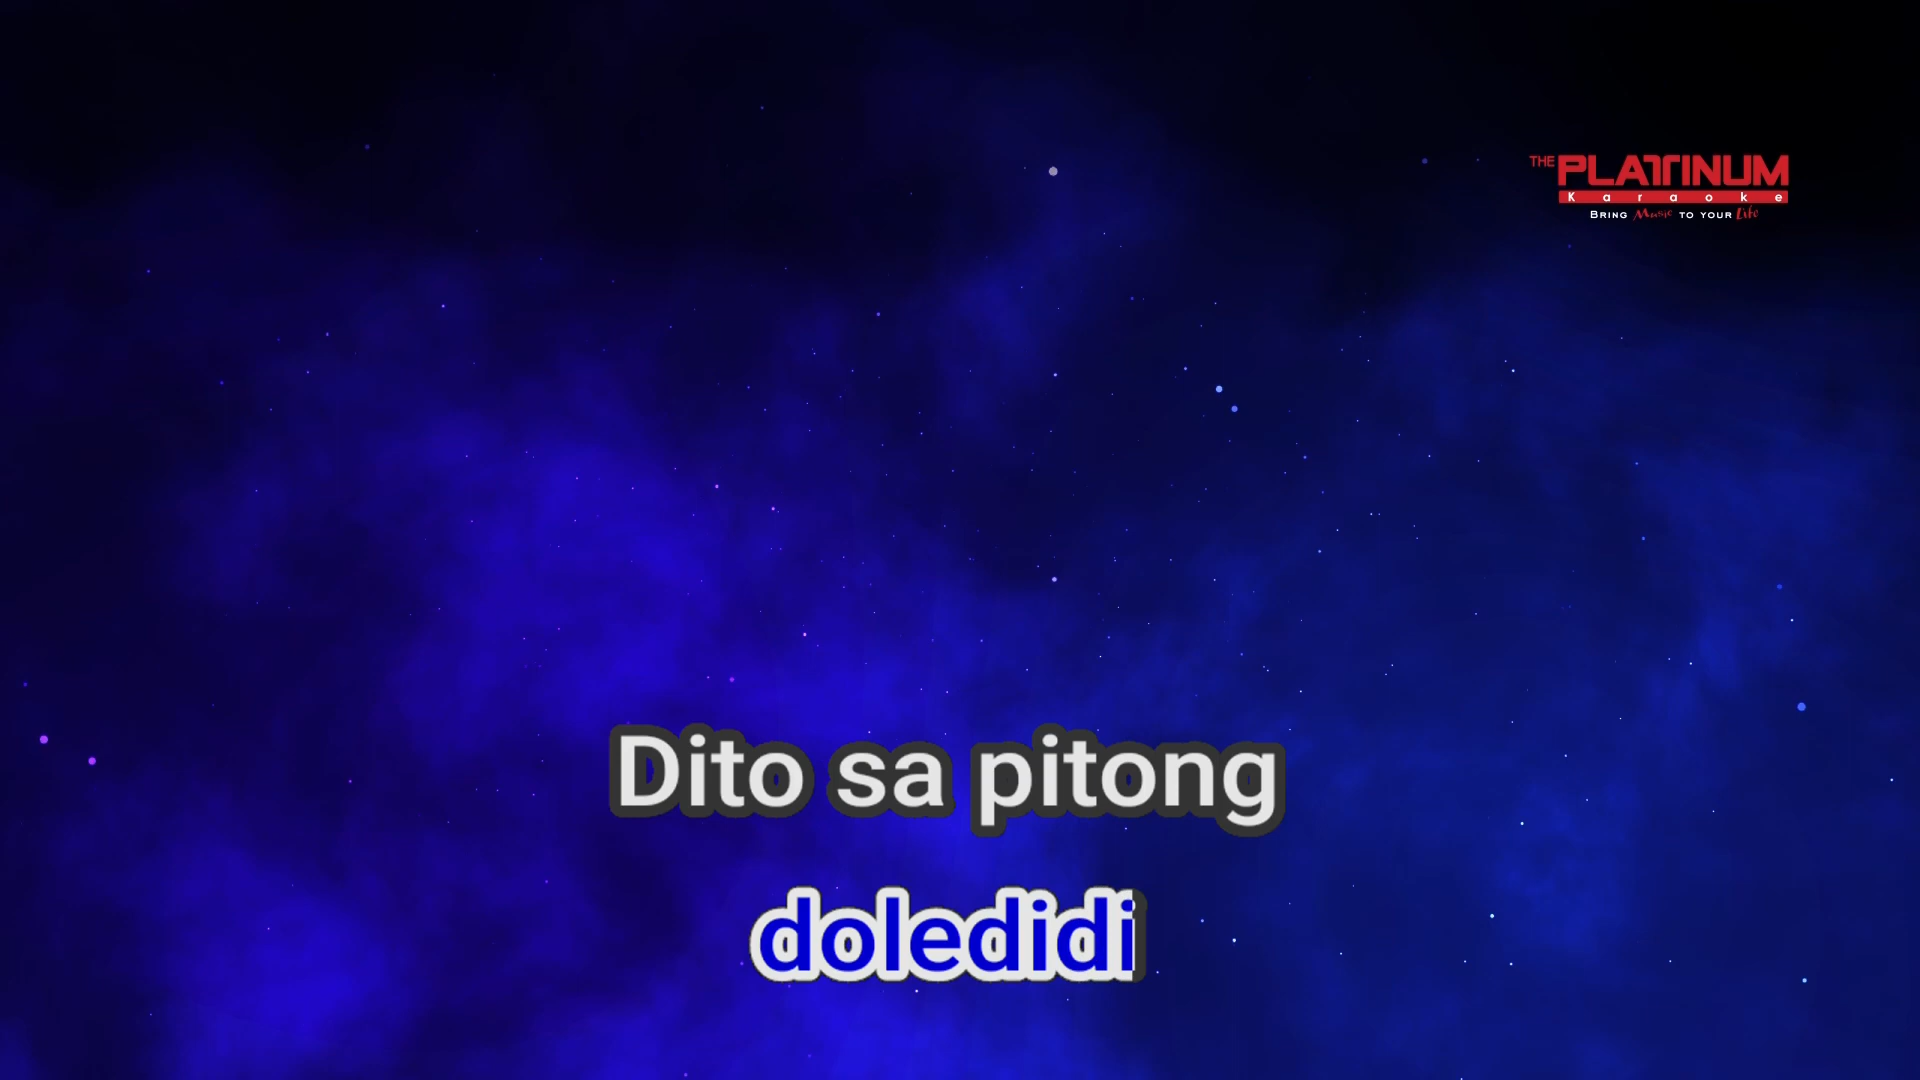 THE PLATINUM
Karaoke
BRING Music TO YOUR Life
Dito sa pitong
doledidi